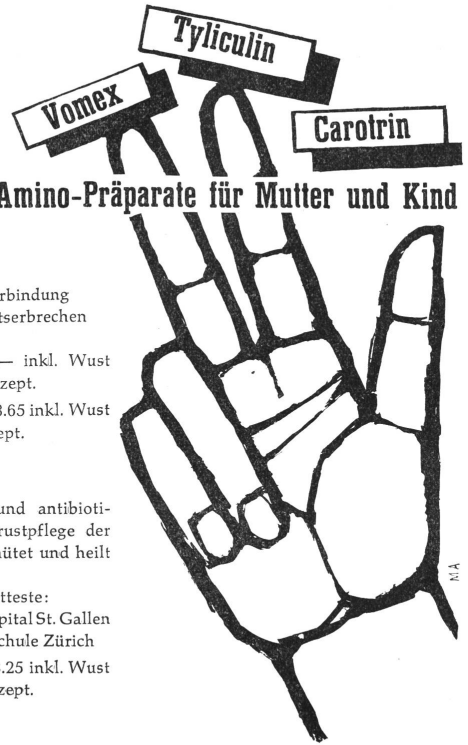 Tyliculin
Vomex
Carotrin
Amino-Präparate für Mutter und Kind
rbindung
tserbrechen
— inkl. Wust
zept.
3.65 inkl. Wust
ept.
und antibioti-
rustpflege der
hütet und heilt
tteste:
pital St. Gallen
chule Zürich
.25 inkl. Wust
zept.
MA